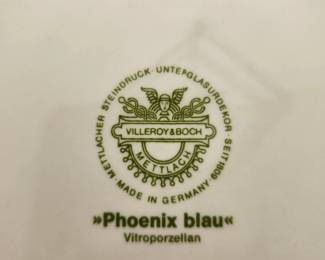 METTLACHER STEINDRUCK · UNTERGLASURDEKOR · SEIT 1809
VILLEROY & BOCH
METTLACH
MADE IN GERMANY
»Phoenix blau«
Vitroporzellan